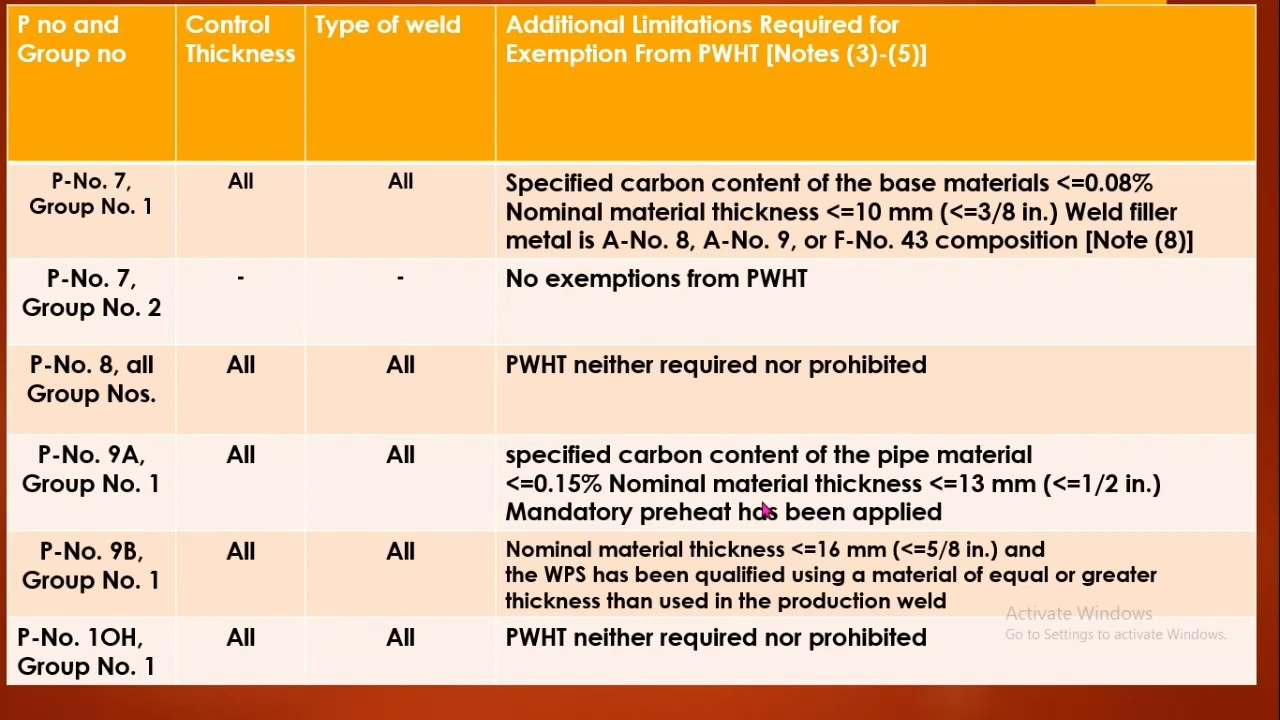 P no and
Group no
Control
Thickness
Type of weld
Additional Limitations Required for
Exemption From PWHT [Notes (3)-(5)]
P-No. 7,
Group No. 1
All
All
Specified carbon content of the base materials <=0.08%
Nominal material thickness <=10 mm (<=3/8 in.) Weld filler
metal is A-No. 8, A-No. 9, or F-No. 43 composition [Note (8)]
P-No. 7,
Group No. 2
-
-
No exemptions from PWHT
P-No. 8, all
Group Nos.
All
All
PWHT neither required nor prohibited
P-No. 9A,
Group No. 1
All
All
specified carbon content of the pipe material
<=0.15% Nominal material thickness <=13 mm (<=1/2 in.)
Mandatory preheat has been applied
P-No. 9B,
Group No. 1
All
All
Nominal material thickness <=16 mm (<=5/8 in.) and
the WPS has been qualified using a material of equal or greater
thickness than used in the production weld
P-No. 1OH,
Group No. 1
All
All
PWHT neither required nor prohibited
Activate Windows
Go to Settings to activate Windows.